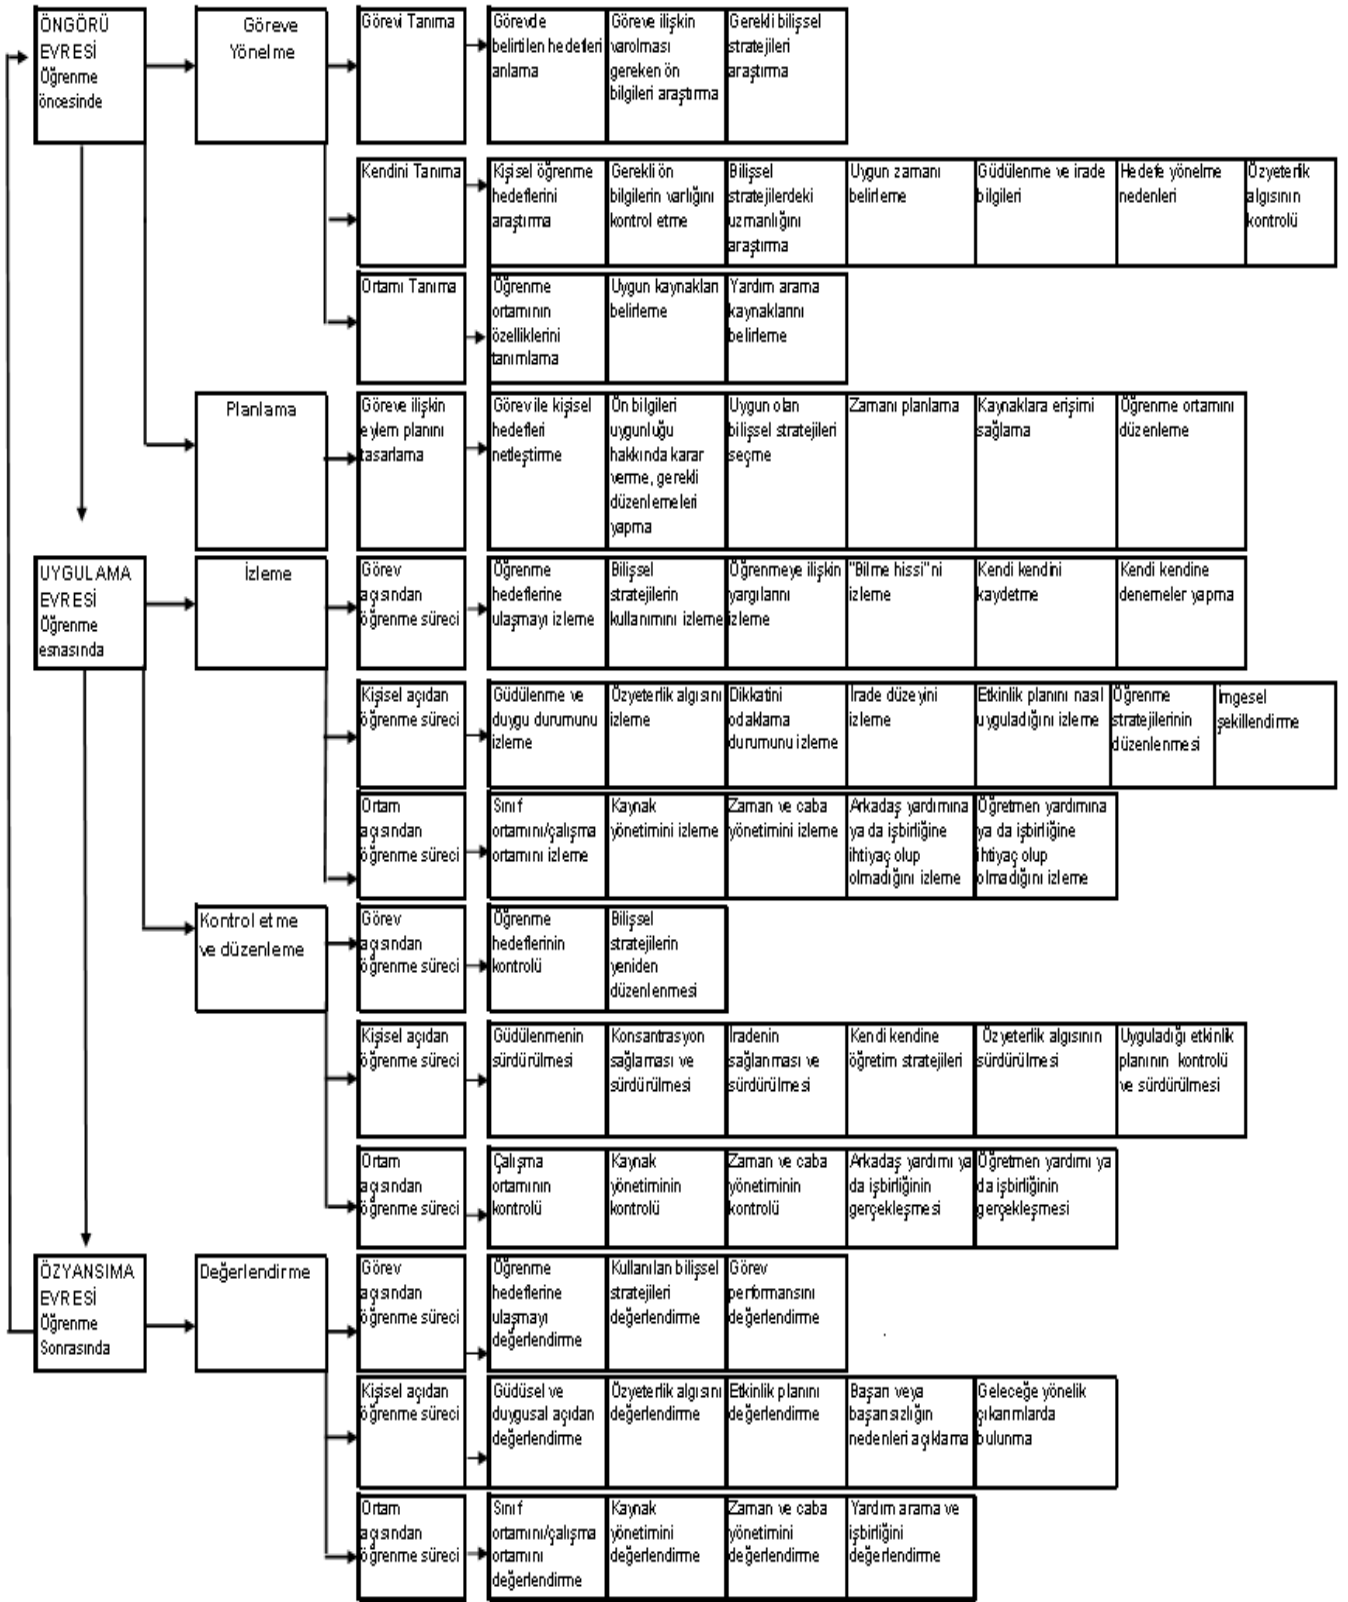 ÖNGÖRÜ
EVRESİ
Öğrenme
öncesinde
Göreve
Yönelme
Görevi Tanıma
Görevde
belirtilen hedefleri
anlama
Göreve ilişkin
varolması
gereken ön
bilgileri araştırma
Gerekli bilişsel
stratejileri
araştırma
Kendini Tanıma
Kişisel öğrenme
hedeflerini
araştırma
Gerekli ön
bilgilerin varlığını
kontrol etme
Bilişsel
stratejilerdeki
uzmanlığını
araştırma
Uygun zamanı
belirleme
Güdülenme ve irade
bilgileri
Hedefe yönelme
nedenleri
Özyeterlik
algısının
kontrolü
Ortamı Tanıma
Öğrenme
ortamının
özelliklerini
tanımlama
Uygun kaynakları
belirleme
Yardım arama
kaynaklarını
belirleme
Planlama
Göreve ilişkin
eylem planını
tasarlama
Görev ile kişisel
hedefleri
netleştirme
Ön bilgileri
uygunluğu
hakkında karar
verme, gerekli
düzenlemeleri
yapma
Uygun olan
bilişsel stratejileri
seçme
Zamanı planlama
Kaynaklara erişimi
sağlama
Öğrenme ortamını
düzenleme
UYGULAMA
EVRESİ
Öğrenme
esnasında
İzleme
Görev
açısından
öğrenme süreci
Öğrenme
hedeflerine
ulaşmayı izleme
Bilişsel
stratejilerin
kullanımını izleme
Öğrenmeye ilişkin
yargılarını
izleme
"Bilme hissi"ni
izleme
Kendi kendini
kaydetme
Kendi kendine
denemeler yapma
Kişisel açıdan
öğrenme süreci
Güdülenme ve
duygu durumunu
izleme
Özyeterlik algısını
izleme
Dikkatini
odaklama
durumunu izleme
İrade düzeyini
izleme
Etkinlik planını nasıl
uyguladığını izleme
Öğrenme
stratejilerinin
düzenlenmesi
İmgesel
şekillendirme
Ortam
açısından
öğrenme süreci
Sınıf
ortamını/çalışma
ortamını izleme
Kaynak
yönetimini izleme
Zaman ve caba
yönetimini izleme
Arkadaş yardımına
ya da işbirliğine
ihtiyaç olup
olmadığını izleme
Öğretmen yardımına
ya da işbirliğine
ihtiyaç olup
olmadığını izleme
Kontrol etme
ve düzenleme
Görev
açısından
öğrenme süreci
Öğrenme
hedeflerinin
kontrolü
Bilişsel
stratejilerin
yeniden
düzenlenmesi
Kişisel açıdan
öğrenme süreci
Güdülenmenin
sürdürülmesi
Konsantrasyon
sağlaması ve
sürdürülmesi
İradenin
sağlanması ve
sürdürülmesi
Kendi kendine
öğretim stratejileri
Özyeterlik algısının
sürdürülmesi
Uyguladığı etkinlik
planının kontrolü
ve sürdürülmesi
Ortam
açısından
öğrenme süreci
Çalışma
ortamının
kontrolü
Kaynak
yönetiminin
kontrolü
Zaman ve caba
yönetiminin
kontrolü
Arkadaş yardımı ya
da işbirliğinin
gerçekleşmesi
Öğretmen yardımı ya
da işbirliğinin
gerçekleşmesi
ÖZYANSIMA
EVRESİ
Öğrenme
Sonrasında
Değerlendirme
Görev
açısından
öğrenme süreci
Öğrenme
hedeflerine
ulaşmayı
değerlendirme
Kullanılan bilişsel
stratejileri
değerlendirme
Görev
performansını
değerlendirme
Kişisel açıdan
öğrenme süreci
Güdüsel ve
duygusal açıdan
değerlendirme
Özyeterlik algısını
değerlendirme
Etkinlik planını
değerlendirme
Başarı veya
başarısızlığın
nedenleri açıklama
Geleceğe yönelik
çıkarımlarda
bulunma
Ortam
açısından
öğrenme süreci
Sınıf
ortamını/çalışma
ortamını
değerlendirme
Kaynak
yönetimini
değerlendirme
Zaman ve caba
yönetimini
değerlendirme
Yardım arama ve
işbirliğini
değerlendirme